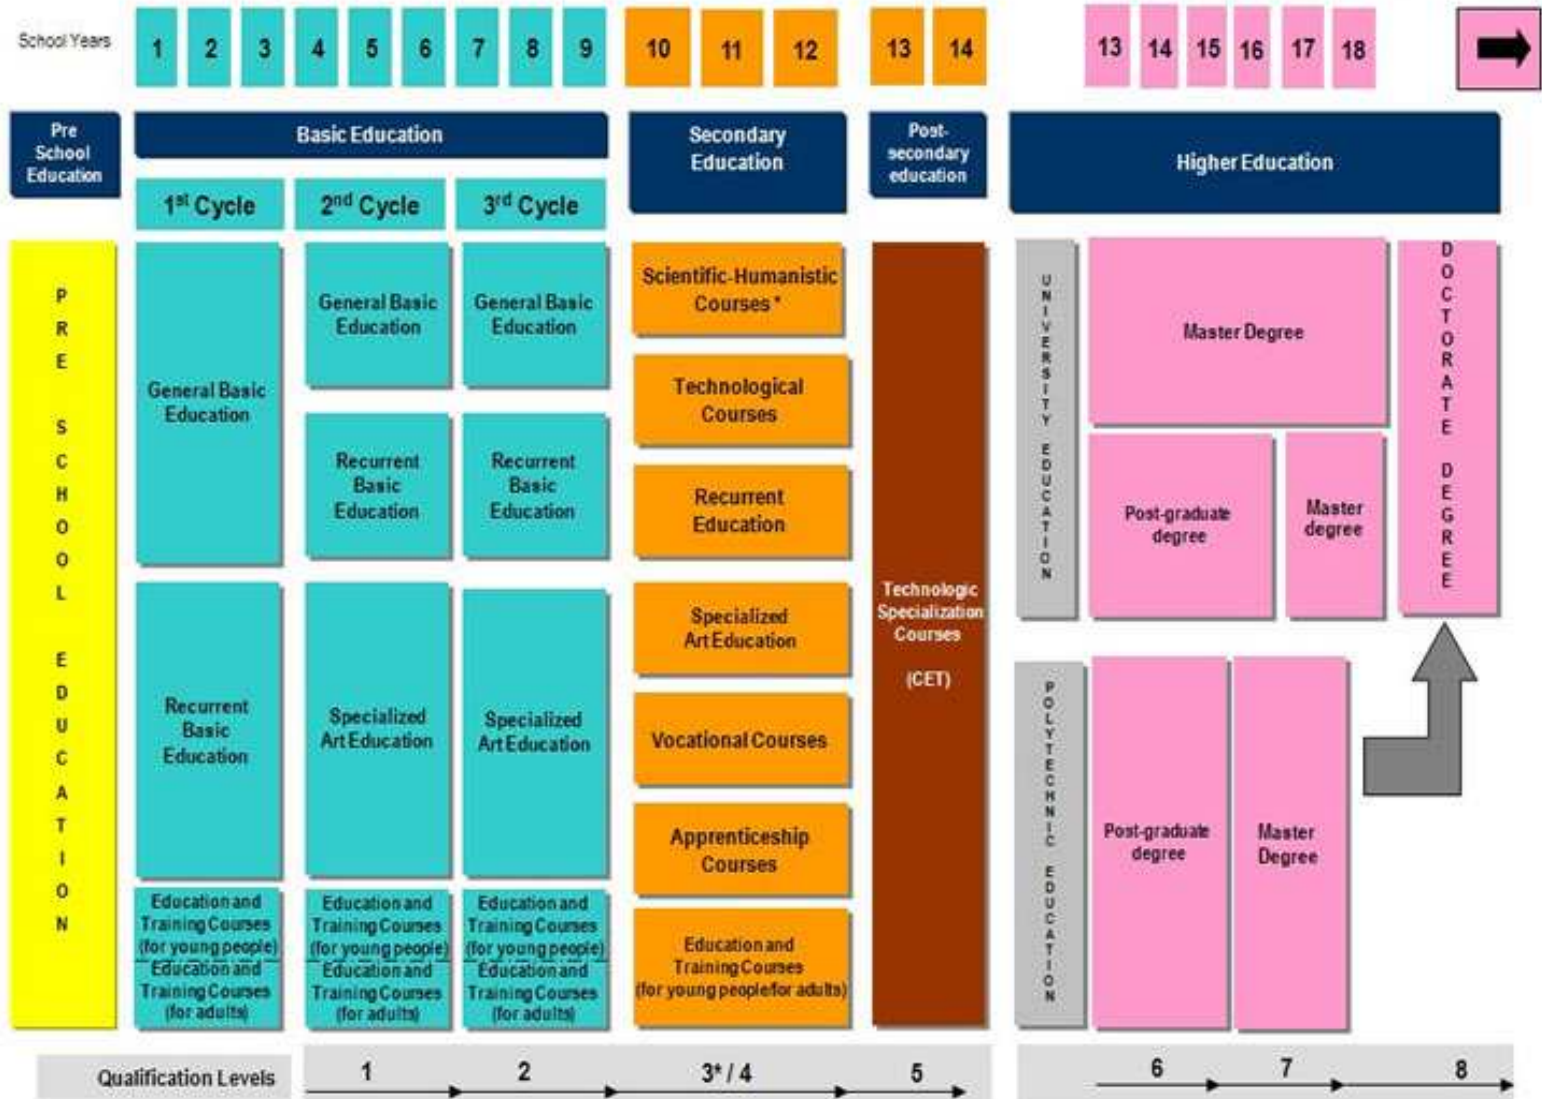 School Years
1 2 3 4 5 6 7 8 9 10 11 12 13 14 13 14 15 16 17 18
Pre
School
Education
Basic Education
Secondary
Education
Post-
secondary
education
Higher Education
1st Cycle
2nd Cycle
3rd Cycle
PRE SCHOOL EDUCATION
General Basic
Education
Recurrent
Basic
Education
Education and
Training Courses
(for young people)
Education and
Training Courses
(for adults)
General Basic
Education
Recurrent
Basic
Education
Specialized
Art Education
Education and
Training Courses
(for young people)
Education and
Training Courses
(for adults)
General Basic
Education
Recurrent
Basic
Education
Specialized
Art Education
Education and
Training Courses
(for young people)
Education and
Training Courses
(for adults)
Scientific-Humanistic
Courses *
Technological
Courses
Recurrent
Education
Specialized
Art Education
Vocational Courses
Apprenticeship
Courses
Education and
Training Courses
(for young people/for adults)
Technologic
Specialization
Courses
(CET)
UNIVERSITY EDUCATION
Master Degree
Post-graduate
degree
Master
degree
DOCTORATE DEGREE
POLYTECHNIC EDUCATION
Post-graduate
degree
Master
Degree
Qualification Levels
1 2 3* / 4 5 6 7 8